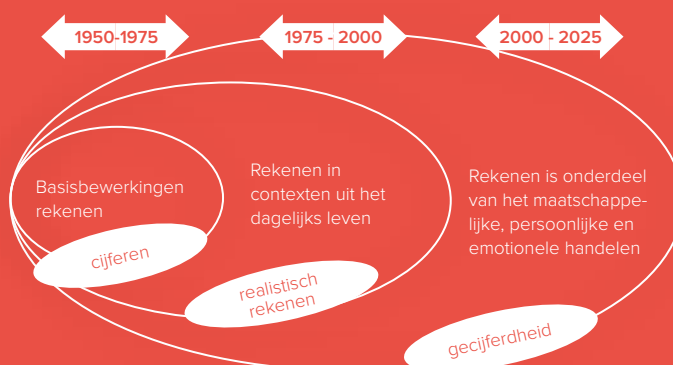 1950-1975
1975 - 2000
2000 - 2025
Basisbewerkingen
rekenen
cijferen
Rekenen in
contexten uit het
dagelijks leven
realistisch
rekenen
Rekenen is onderdeel
van het maatschappe-
lijke, persoonlijke en
emotionele handelen
gecijferdheid